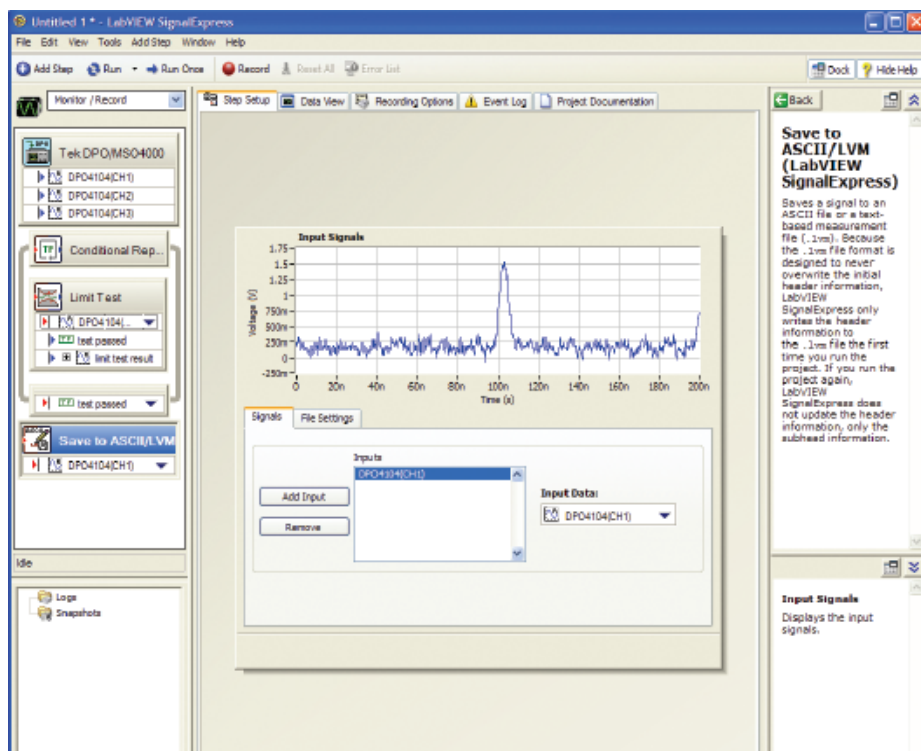 Untitled 1 * - LabVIEW SignalExpress
File Edit View Tools Add Step Window Help
Add Step Run Run Once Record Reset All Error List Dock Hide Help
Monitor / Record
Step Setup Data View Recording Options Event Log Project Documentation
Back
Tek DPO/MSO4000
DPO4104(CH1)
DPO4104(CH2)
DPO4104(CH3)
Conditional Rep...
Limit Test
DPO4104(...
test passed
limit test result
test passed
Save to ASCII/LVM
DPO4104(CH1)
Idle
Logs
Snapshots
Input Signals
Voltage (V)
1.75
1.5
1.25
1
750m
500m
250m
0
-250m
0 20n 40n 60n 80n 100n 120n 140n 160n 180n 200n
Time (s)
Signals File Settings
Inputs
DPO4104(CH1)
Add Input
Remove
Input Data:
DPO4104(CH1)
Save to
ASCII/LVM
(LabVIEW
SignalExpress)
Saves a signal to an
ASCII file or a text-
based measurement
file (.lvm). Because
the .lvm file format is
designed to never
overwrite the initial
header information,
LabVIEW
SignalExpress only
writes the header
information to
the .lvm file the first
time you run the
project. If you run the
project again,
LabVIEW
SignalExpress does
not update the header
information, only the
subhead information.
Input Signals
Displays the input
signals.